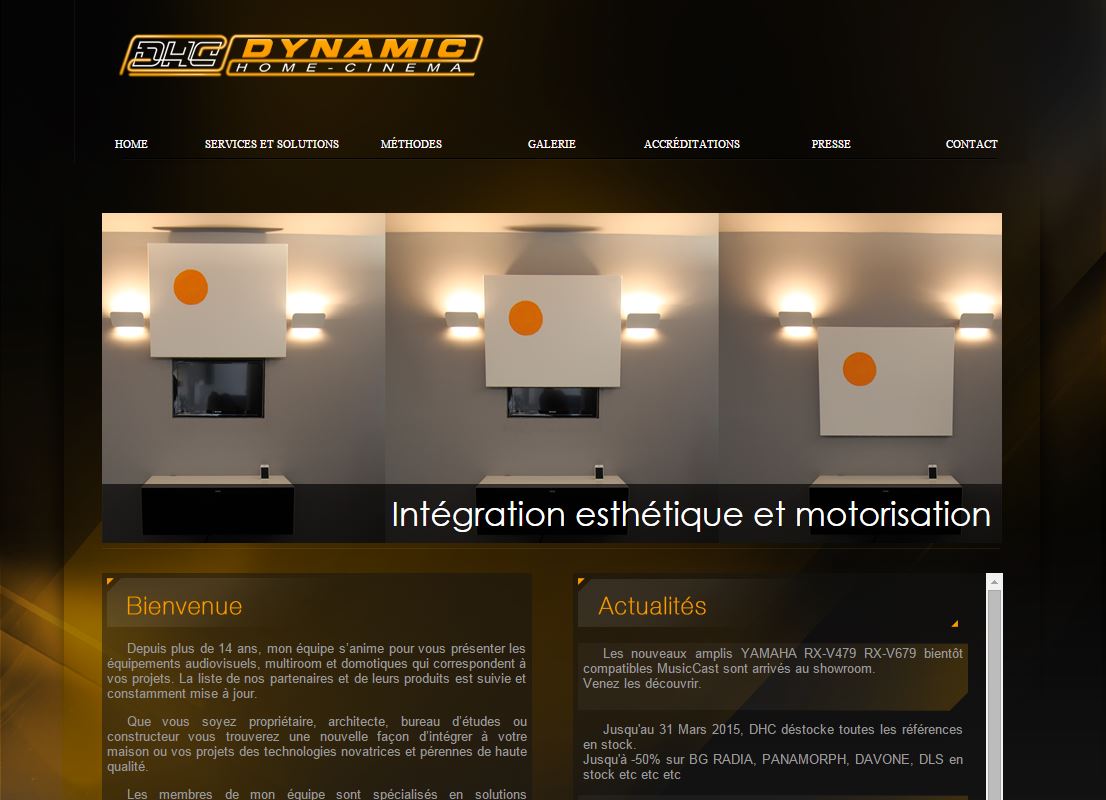 DHC DYNAMIC
HOME-CINEMA
HOME SERVICES ET SOLUTIONS MÉTHODES GALERIE ACCRÉDITATIONS PRESSE CONTACT
Intégration esthétique et motorisation
Bienvenue
Depuis plus de 14 ans, mon équipe s'anime pour vous présenter les
équipements audiovisuels, multiroom et domotiques qui correspondent à
vos projets. La liste de nos partenaires et de leurs produits est suivie et
constamment mise à jour.
Que vous soyez propriétaire, architecte, bureau d'études ou
constructeur vous trouverez une nouvelle façon d'intégrer à votre
maison ou vos projets des technologies novatrices et pérennes de haute
qualité.
Les membres de mon équipe sont spécialisés en solutions
Actualités
Les nouveaux amplis YAMAHA RX-V479 RX-V679 bientôt
compatibles MusicCast sont arrivés au showroom.
Venez les découvrir.
Jusqu'au 31 Mars 2015, DHC déstocke toutes les références
en stock.
Jusqu'à -50% sur BG RADIA, PANAMORPH, DAVONE, DLS en
stock etc etc etc